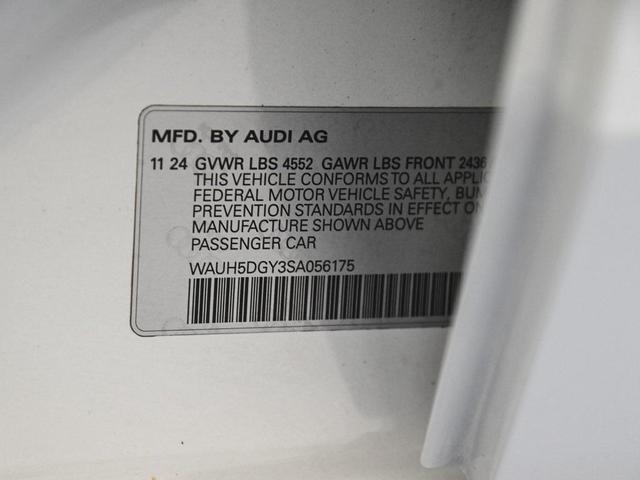 MFD. BY AUDI AG
11 24 GVWR LBS 4552 GAWR LBS FRONT 2436
THIS VEHICLE CONFORMS TO ALL APPLIC
FEDERAL MOTOR VEHICLE SAFETY, BUM
PREVENTION STANDARDS IN EFFECT ON
MANUFACTURE SHOWN ABOVE
PASSENGER CAR
WAUH5DGY3SA056175